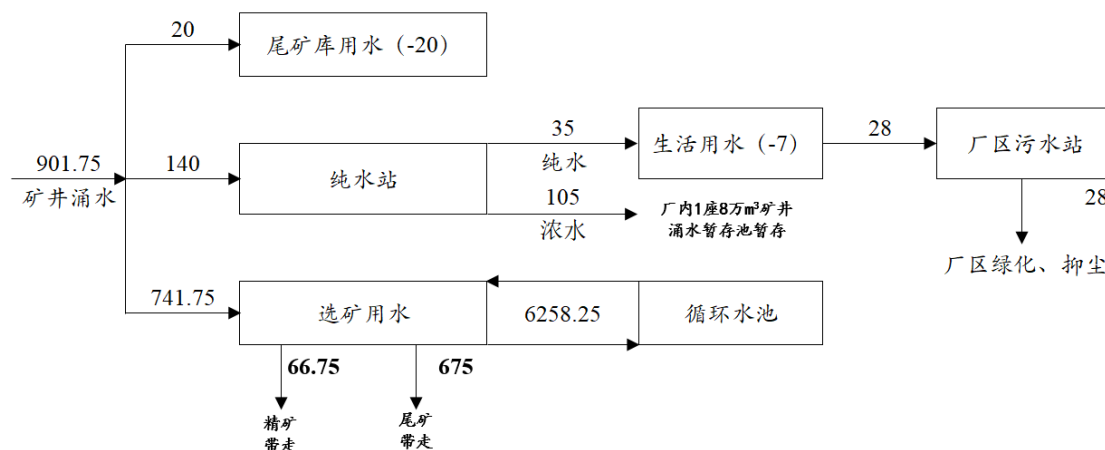 20
尾矿库用水（-20）
901.75
矿井涌水
140
纯水站
35
纯水
105
浓水
生活用水（-7）
28
厂区污水站
28
厂内1座8万m³矿井
涌水暂存池暂存
厂区绿化、抑尘
741.75
选矿用水
6258.25
循环水池
66.75
675
精矿
带走
尾矿
带走